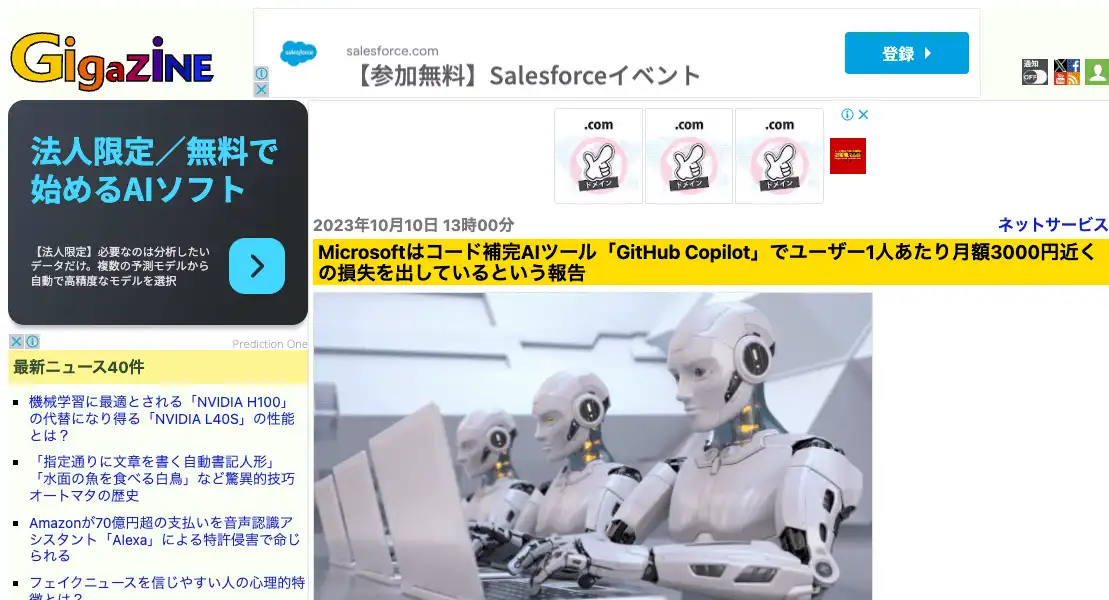 GigaZiNE
salesforce
salesforce.com
【参加無料】Salesforceイベント
登録
通知
OFF
法人限定／無料で
始めるAIソフト
【法人限定】必要なのは分析したい
データだけ。複数の予測モデルから
自動で高精度なモデルを選択
Prediction One
.com
ドメイン
.com
ドメイン
.com
ドメイン
2023年10月10日 13時00分
ネットサービス
Microsoftはコード補完AIツール「GitHub Copilot」でユーザー1人あたり月額3000円近く
の損失を出しているという報告
最新ニュース40件
機械学習に最適とされる「NVIDIA H100」
の代替になり得る「NVIDIA L40S」の性能
とは？
「指定通りに文章を書く自動書記人形」
「水面の魚を食べる白鳥」など驚異的技巧
オートマタの歴史
Amazonが70億円超の支払いを音声認識ア
シスタント「Alexa」による特許侵害で命じ
られる
フェイクニュースを信じやすい人の心理的特
徴とは？